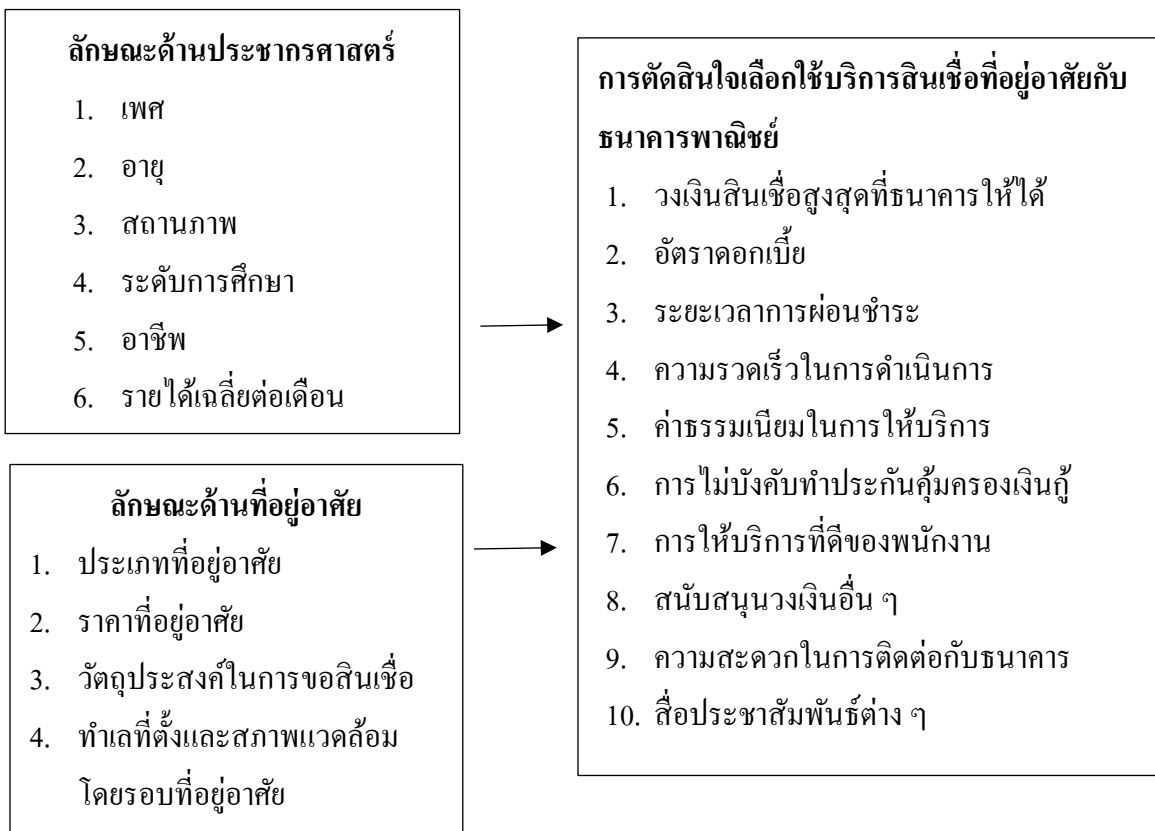 ลักษณะด้านประชากรศาสตร์
1. เพศ
2. อายุ
3. สถานภาพ
4. ระดับการศึกษา
5. อาชีพ
6. รายได้เฉลี่ยต่อเดือน
ลักษณะด้านที่อยู่อาศัย
1. ประเภทที่อยู่อาศัย
2. ราคาที่อยู่อาศัย
3. วัตถุประสงค์ในการขอสินเชื่อ
4. ทำเลที่ตั้งและสภาพแวดล้อม
โดยรอบที่อยู่อาศัย
การตัดสินใจเลือกใช้บริการสินเชื่อที่อยู่อาศัยกับ
ธนาคารพาณิชย์
1. วงเงินสินเชื่อสูงสุดที่ธนาคารให้ได้
2. อัตราดอกเบี้ย
3. ระยะเวลาการผ่อนชำระ
4. ความรวดเร็วในการดำเนินการ
5. ค่าธรรมเนียมในการให้บริการ
6. การไม่บังคับทำประกันคุ้มครองเงินกู้
7. การให้บริการที่ดีของพนักงาน
8. สนับสนุนวงเงินอื่น ๆ
9. ความสะดวกในการติดต่อกับธนาคาร
10. สื่อประชาสัมพันธ์ต่าง ๆ